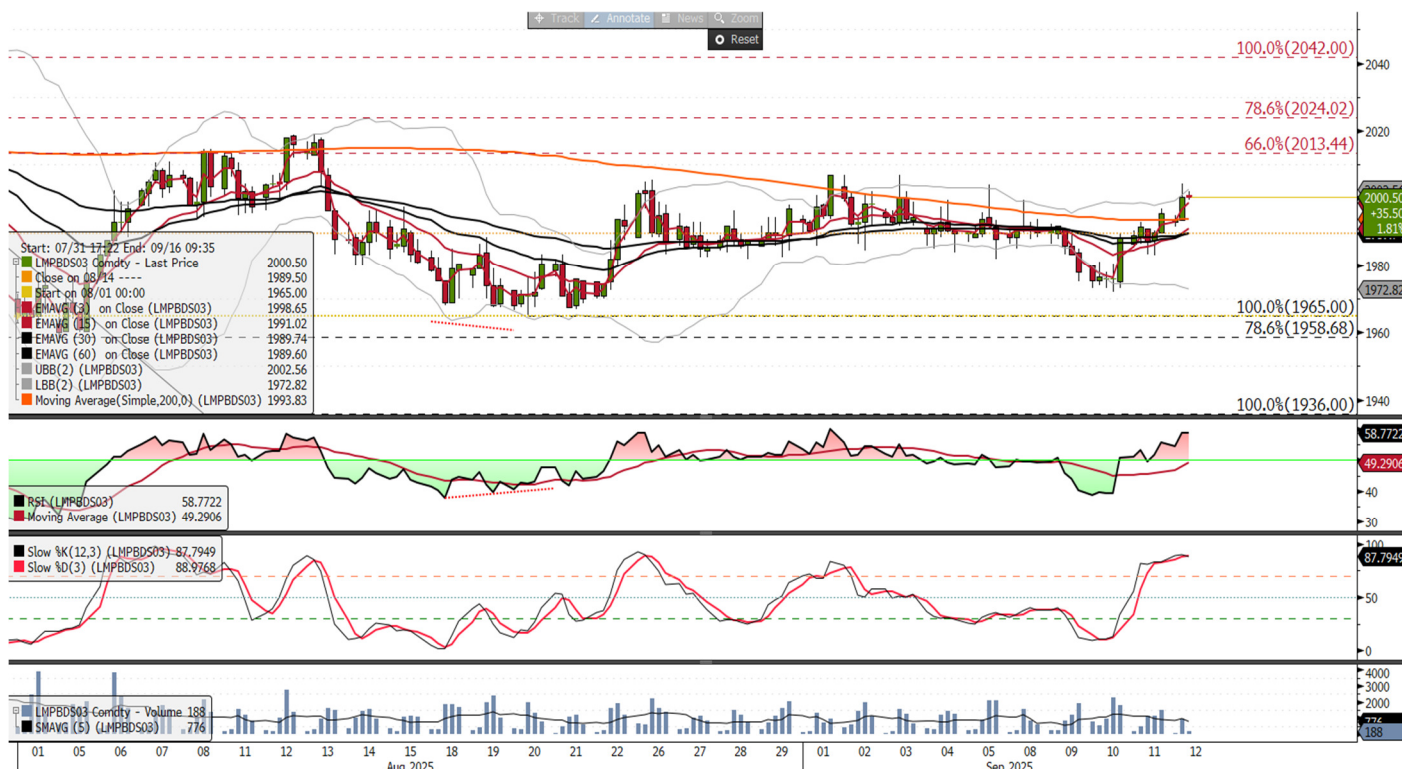 Track Annotate News Zoom
Reset
100.0%(2042.00)
2040
78.6%(2024.02)
2020
66.0%(2013.44)
2000.50
+35.50
1.81%
1980
1972.82
100.0%(1965.00)
78.6%(1958.68)
1960
1940
100.0%(1936.00)
Start: 07/31 17:22 End: 09/16 09:35
LMPBDS03 Comdty - Last Price 2000.50
Close on 08/14 ---- 1989.50
Start on 08/01 00:00 1965.00
EMAVG (3) on Close (LMPBDS03) 1998.65
EMAVG (15) on Close (LMPBDS03) 1991.02
EMAVG (30) on Close (LMPBDS03) 1989.74
EMAVG (60) on Close (LMPBDS03) 1989.60
UBB(2) (LMPBDS03) 2002.56
LBB(2) (LMPBDS03) 1972.82
Moving Average(Simple,200,0) (LMPBDS03) 1993.83
58.7722
49.2906
40
30
RSI (LMPBDS03) 58.7722
Moving Average (LMPBDS03) 49.2906
Slow %K(12,3) (LMPBDS03) 87.7949
Slow %D(3) (LMPBDS03) 88.9768
100
87.7949
50
0
LMPBDS03 Comdty - Volume 188
SMAVG (5) (LMPBDS03) 776
4000
3000
2000
776
188
01 05 06 07 08 11 12 13 14 15 18 19 20 21 22 26 27 28 29 01 02 03 04 05 08 09 10 11 12
Aug 2025 Sep 2025